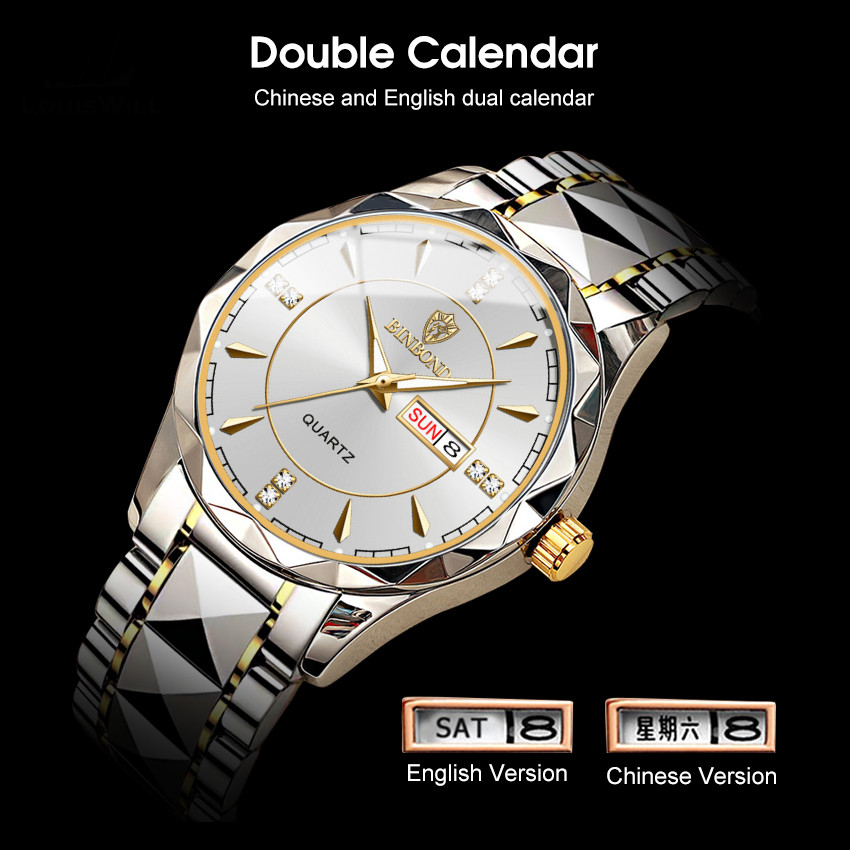 Double Calendar
Chinese and English dual calendar
BINBOND
QUARTZ
SUN 8
SAT 8
星期六 8
English Version
Chinese Version